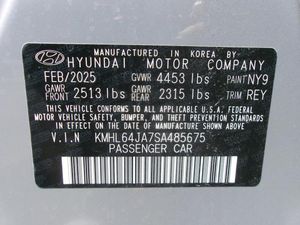 MANUFACTURED IN KOREA BY
HYUNDAI MOTOR COMPANY
FEB/2025 GVWR 4453 lbs PAINT NY9
GAWR FRONT 2513 lbs GAWR REAR 2315 lbs TRIM REY
THIS VEHICLE CONFORMS TO ALL APPLICABLE U.S. FEDERAL
MOTOR VEHICLE SAFETY, BUMPER, AND THEFT PREVENTION
STANDARDS IN EFFECT ON THE DATE OF MANUFACTURE
SHOWN ABOVE.
V.I.N KMHL64JA7SA485675
PASSENGER CAR